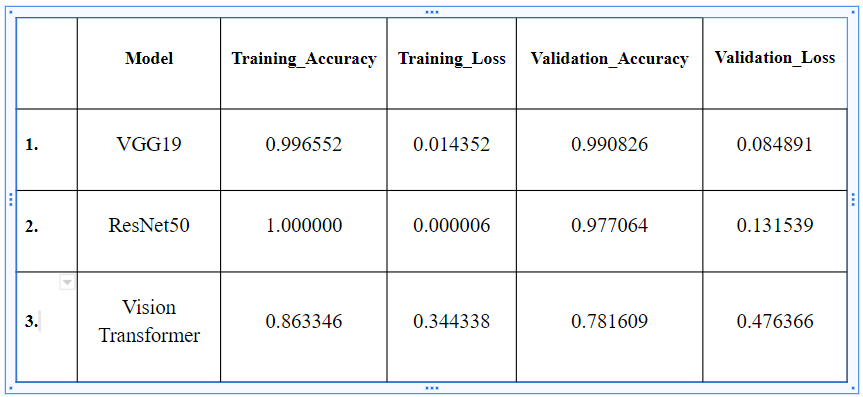 Model Training_Accuracy Training_Loss Validation_Accuracy Validation_Loss
1. VGG19 0.996552 0.014352 0.990826 0.084891
2. ResNet50 1.000000 0.000006 0.977064 0.131539
3. Vision Transformer 0.863346 0.344338 0.781609 0.476366